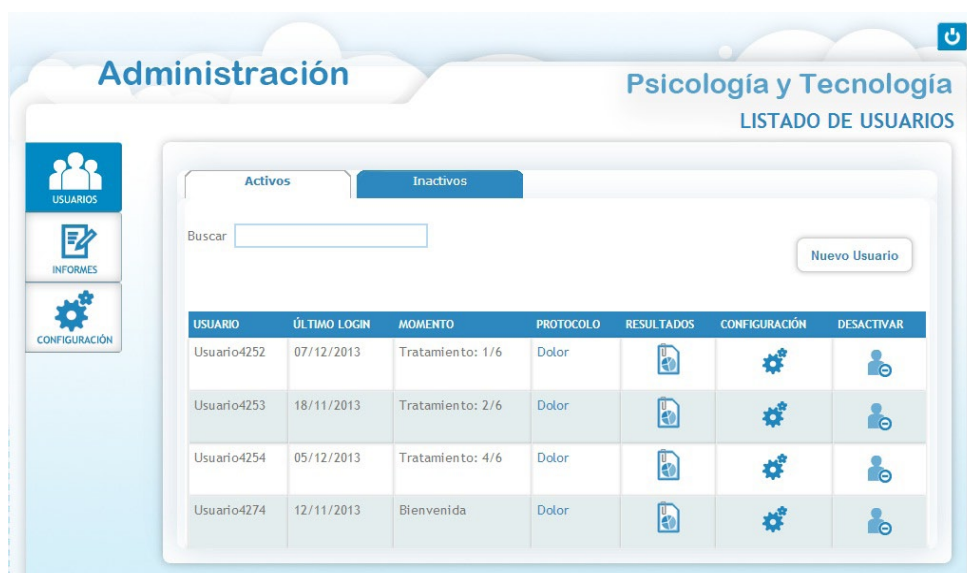 Administración
Psicología y Tecnología
LISTADO DE USUARIOS
USUARIOS
INFORMES
CONFIGURACIÓN
Activos Inactivos
Buscar
Nuevo Usuario
USUARIO ÚLTIMO LOGIN MOMENTO PROTOCOLO RESULTADOS CONFIGURACIÓN DESACTIVAR
Usuario4252 07/12/2013 Tratamiento: 1/6 Dolor
Usuario4253 18/11/2013 Tratamiento: 2/6 Dolor
Usuario4254 05/12/2013 Tratamiento: 4/6 Dolor
Usuario4274 12/11/2013 Bienvenida Dolor